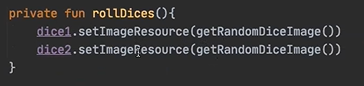 private fun rollDices(){
dice1.setImageResource(getRandomDiceImage())
dice2.setImageResource(getRandomDiceImage())
}